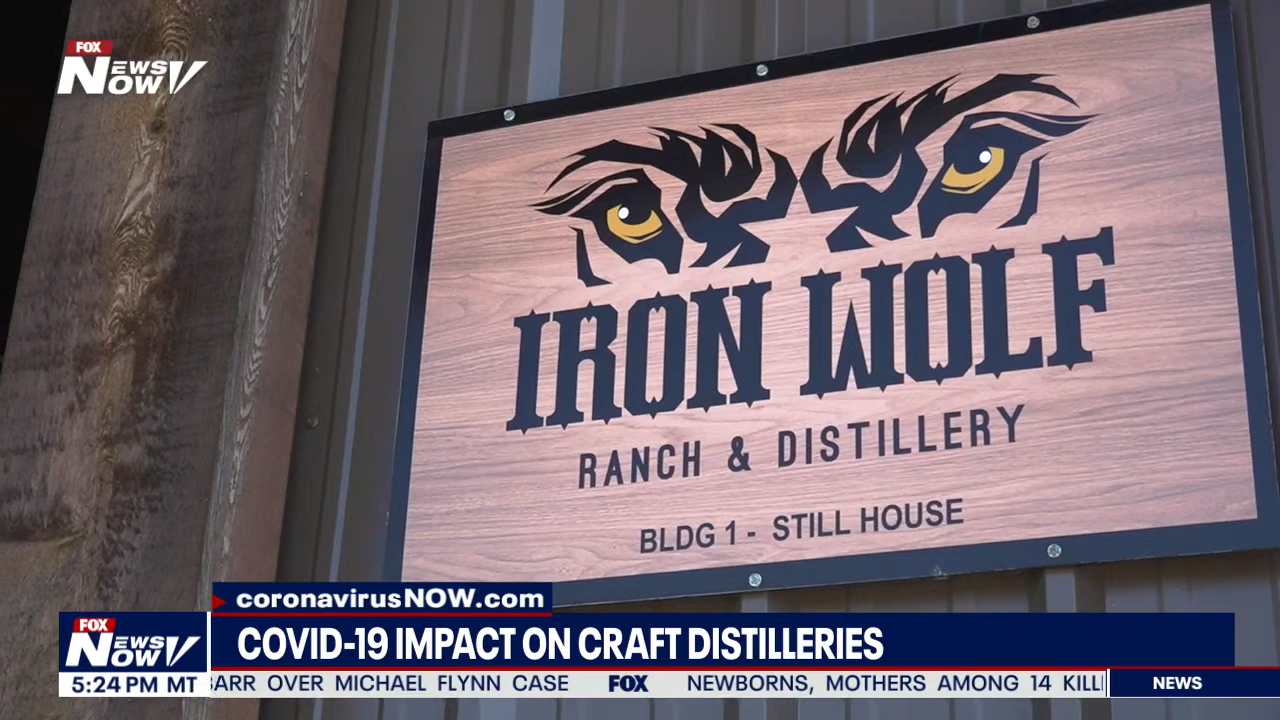 FOX
NEWS
NOW
IRON WOLF
RANCH & DISTILLERY
BLDG 1 - STILL HOUSE
coronavirusNOW.com
FOX
NEWS
NOW
COVID-19 IMPACT ON CRAFT DISTILLERIES
5:24 PM MT BARR OVER MICHAEL FLYNN CASE FOX NEWBORNS, MOTHERS AMONG 14 NEWS